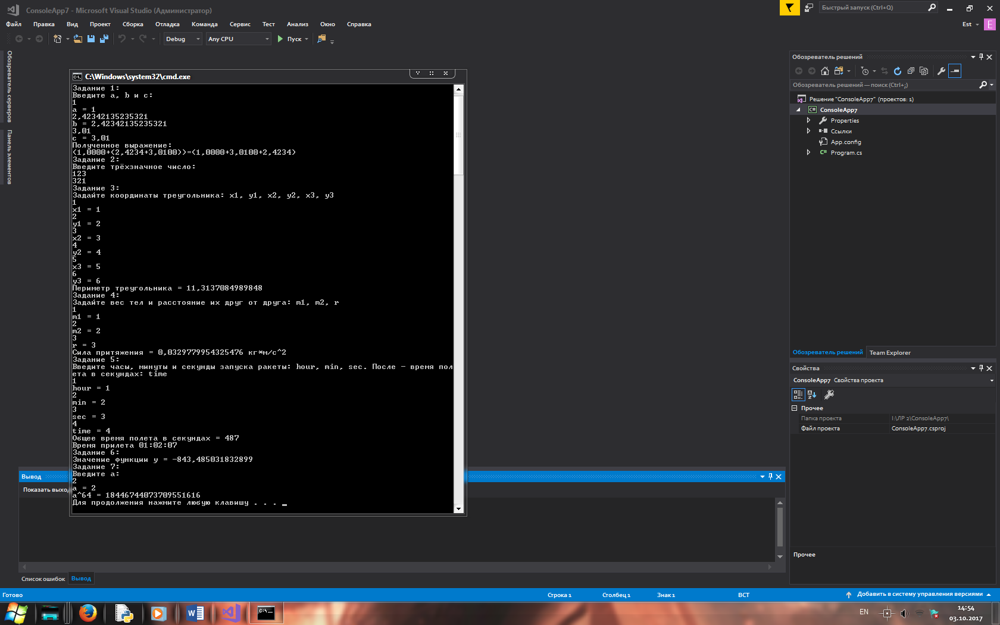 ConsoleApp7 - Microsoft Visual Studio (Администратор)
Быстрый запуск (Ctrl+Q)
Файл Правка Вид Проект Сборка Отладка Команда Сервис Тест Анализ Окно Справка
Est E
Debug Any CPU Пуск
Обозреватель серверов
Панель элементов
C:\Windows\system32\cmd.exe
Задание 1:
Введите a, b и c:
1
a = 1
2,42342135235321
b = 2,42342135235321
3,01
c = 3,01
Полученное выражение:
(1,0000+(2,4234+3,0100))=(1,0000+3,0100+2,4234)
Задание 2:
Введите трёхзначное число:
123
321
Задание 3:
Задайте координаты треугольника: x1, y1, x2, y2, x3, y3
1
x1 = 1
2
y1 = 2
3
x2 = 3
4
y2 = 4
5
x3 = 5
6
y3 = 6
Периметр треугольника = 11,3137084989848
Задание 4:
Задайте вес тел и расстояние их друг от друга: m1, m2, r
1
m1 = 1
2
m2 = 2
3
r = 3
Сила притяжения = 0,0329779954325476 кг*м/с^2
Задание 5:
Введите часы, минуты и секунды запуска ракеты: hour, min, sec. После - время пол
ета в секундах: time
1
hour = 1
2
min = 2
3
sec = 3
4
time = 4
Общее время полета в секундах = 487
Время прилета 01:02:07
Задание 6:
Значение функции y = -843,485031832899
Задание 7:
Введите a:
2
a = 2
a^64 = 18446744073709551616
Для продолжения нажмите любую клавишу . . . _
Обозреватель решений
Обозреватель решений — поиск (Ctrl+;)
Решение "ConsoleApp7" (проектов: 1)
C# ConsoleApp7
Properties
Ссылки
App.config
C# Program.cs
Обозреватель решений Team Explorer
Свойства
ConsoleApp7 Свойства проекта
Прочее
Папка проекта I:\ЛР 2\ConsoleApp7\
Файл проекта ConsoleApp7.csproj
Прочее
Вывод
Показать выход
Список ошибок Вывод
Готово Строка 1 Столбец 1 Знак 1 ВСТ Добавить в систему управления версиями
EN
14:54
03.10.2017